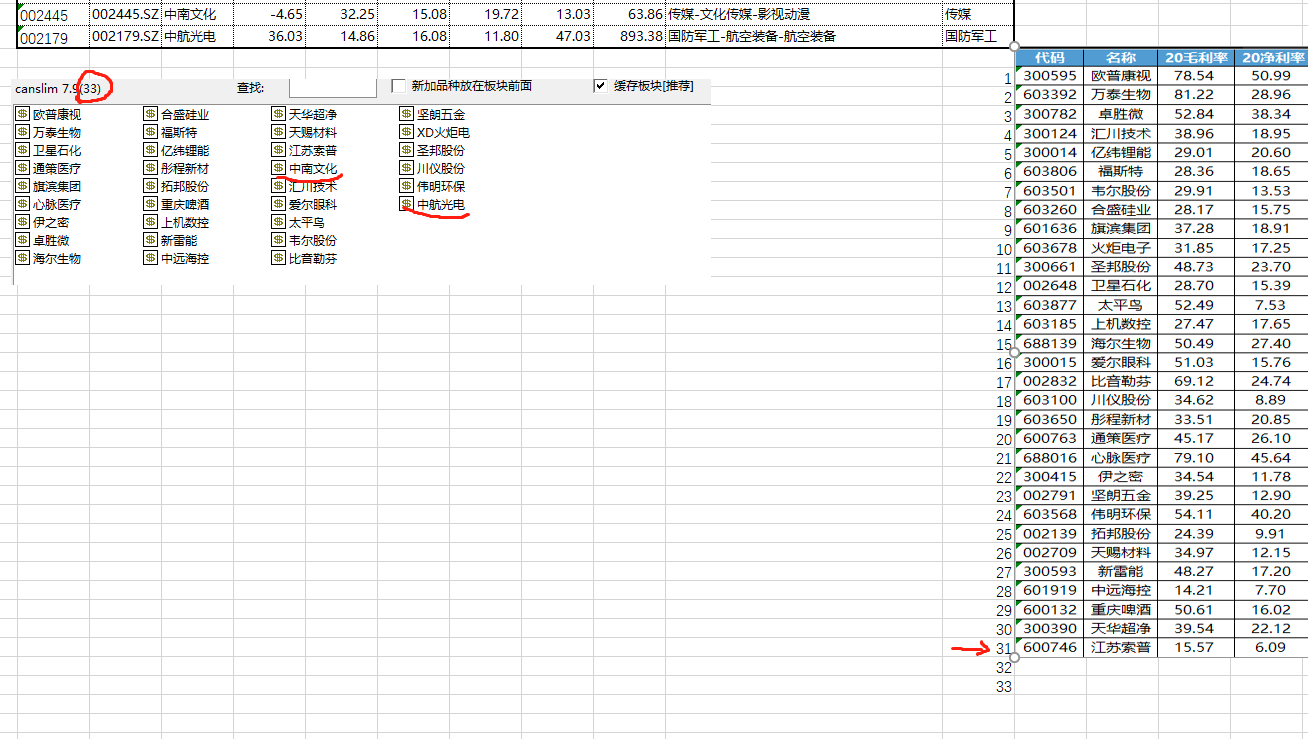 002445 002445.SZ 中南文化 -4.65 32.25 15.08 19.72 13.03 63.86 传媒-文化传媒-影视动漫 传媒
002179 002179.SZ 中航光电 36.03 14.86 16.08 11.80 47.03 893.38 国防军工-航空装备-航空装备 国防军工
canslim 7.9(33) 查找: 新加品种放在板块前面 缓存板块[推荐]
欧普康视 合盛硅业 天华超净 坚朗五金
万泰生物 福斯特 天赐材料 XD火炬电
卫星石化 亿纬锂能 江苏索普 圣邦股份
通策医疗 彤程新材 中南文化 川仪股份
旗滨集团 拓邦股份 汇川技术 伟明环保
心脉医疗 重庆啤酒 爱尔眼科 中航光电
伊之密 上机数控 太平鸟
卓胜微 新雷能 韦尔股份
海尔生物 中远海控 比音勒芬
代码 名称 20毛利率 20净利率
1 300595 欧普康视 78.54 50.99
2 603392 万泰生物 81.22 28.96
3 300782 卓胜微 52.84 38.34
4 300124 汇川技术 38.96 18.95
5 300014 亿纬锂能 29.01 20.60
6 603806 福斯特 28.36 18.65
7 603501 韦尔股份 29.91 13.53
8 603260 合盛硅业 28.17 15.75
9 601636 旗滨集团 37.28 18.91
10 603678 火炬电子 31.85 17.25
11 300661 圣邦股份 48.73 23.70
12 002648 卫星石化 28.70 15.39
13 603877 太平鸟 52.49 7.53
14 603185 上机数控 27.47 17.65
15 688139 海尔生物 50.49 27.40
16 300015 爱尔眼科 51.03 15.76
17 002832 比音勒芬 69.12 24.74
18 603100 川仪股份 34.62 8.89
19 603650 彤程新材 33.51 20.85
20 600763 通策医疗 45.17 26.10
21 688016 心脉医疗 79.10 45.64
22 300415 伊之密 34.54 11.78
23 002791 坚朗五金 39.25 12.90
24 603568 伟明环保 54.11 40.20
25 002139 拓邦股份 24.39 9.91
26 002709 天赐材料 34.97 12.15
27 300593 新雷能 48.27 17.20
28 601919 中远海控 14.21 7.70
29 600132 重庆啤酒 50.61 16.02
30 300390 天华超净 39.54 22.12
31 600746 江苏索普 15.57 6.09
32
33